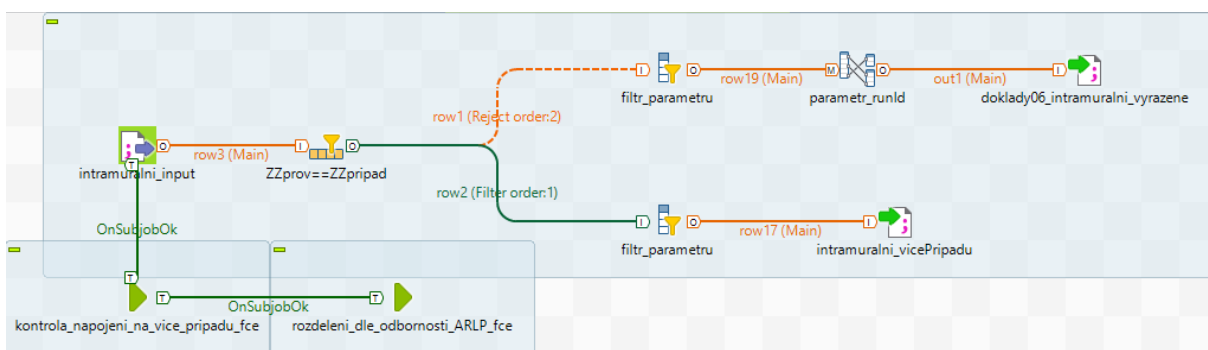 filtr_parametru
row19 (Main)
parametr_runId
out1 (Main)
doklady06_intramuralni_vyrazene
row1 (Reject order:2)
intramuralni_input
row3 (Main)
ZZprov==ZZpripad
row2 (Filter order:1)
filtr_parametru
row17 (Main)
intramuralni_vicePripadu
OnSubjobOk
kontrola_napojeni_na_vice_pripadu_fce
OnSubjobOk
rozdeleni_dle_odbornosti_ARLP_fce